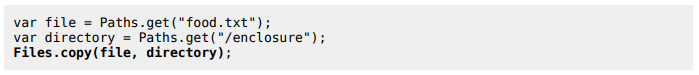 var file = Paths.get("food.txt");
var directory = Paths.get("/enclosure");
Files.copy(file, directory);